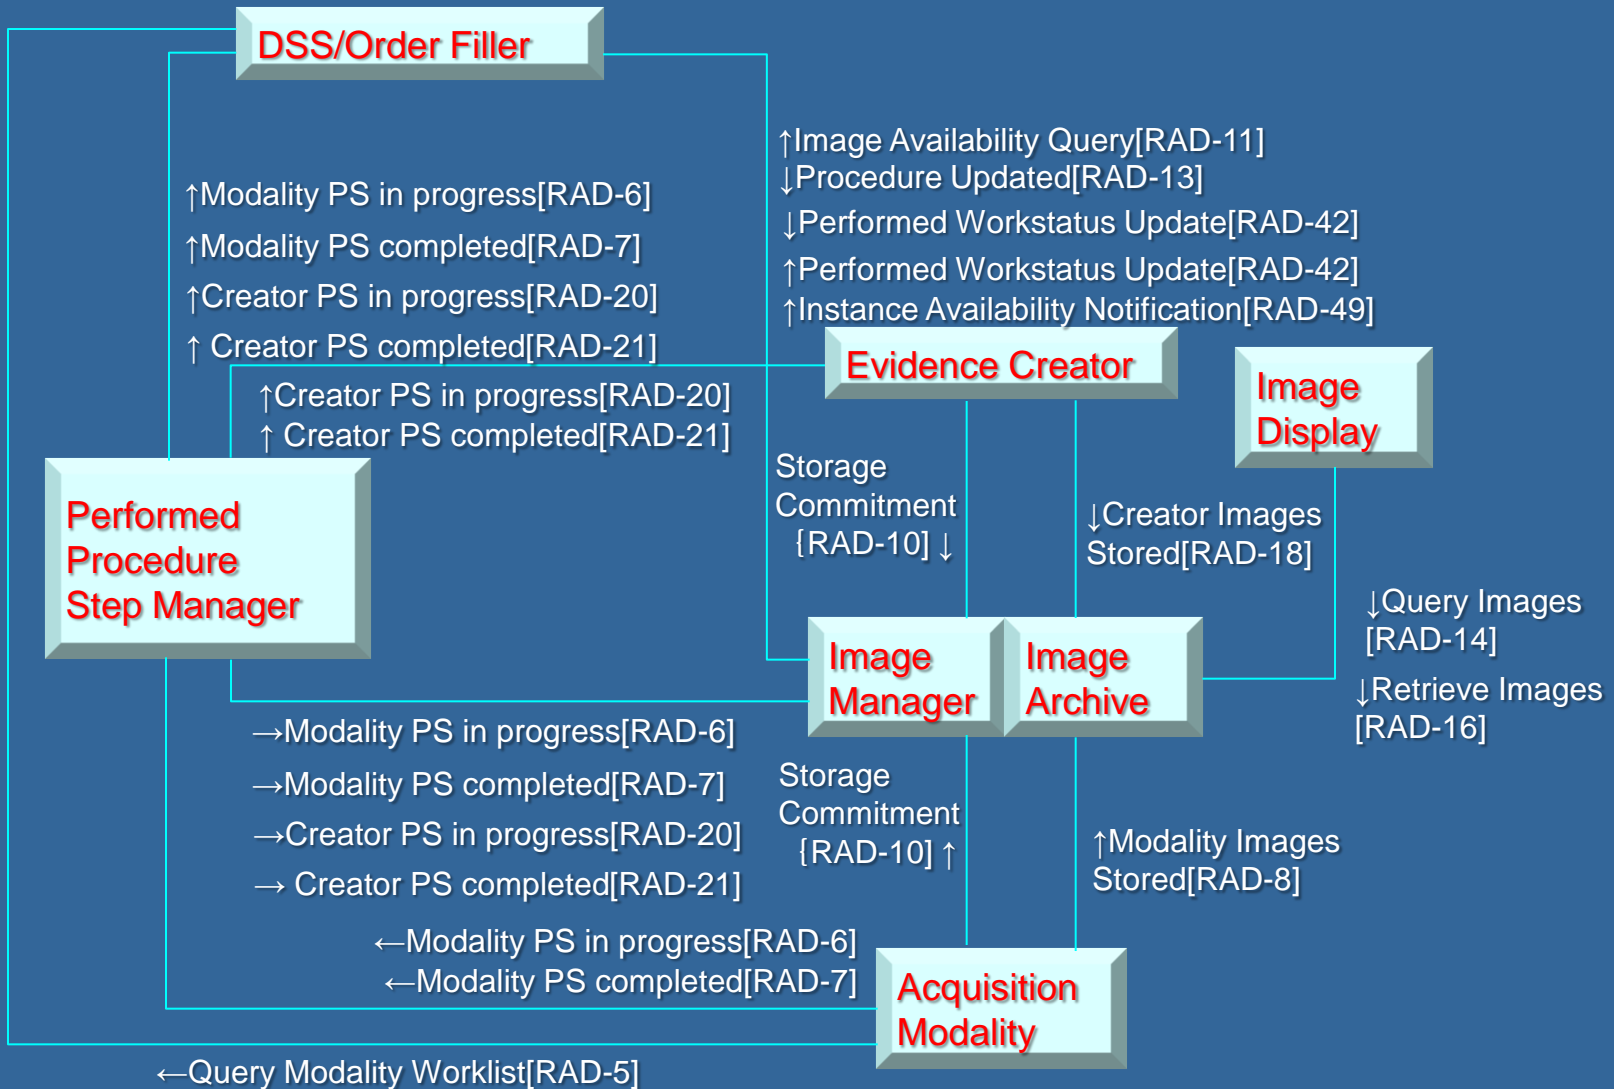 DSS/Order Filler
↑Image Availability Query[RAD-11]
↓Procedure Updated[RAD-13]
↓Performed Workstatus Update[RAD-42]
↑Performed Workstatus Update[RAD-42]
↑Instance Availability Notification[RAD-49]
↑Modality PS in progress[RAD-6]
↑Modality PS completed[RAD-7]
↑Creator PS in progress[RAD-20]
↑ Creator PS completed[RAD-21]
Evidence Creator
Image
Display
↑Creator PS in progress[RAD-20]
↑ Creator PS completed[RAD-21]
Performed
Procedure
Step Manager
Storage
Commitment
{RAD-10] ↓
↓Creator Images
Stored[RAD-18]
↓Query Images
[RAD-14]
↓Retrieve Images
[RAD-16]
Image
Manager
Image
Archive
→Modality PS in progress[RAD-6]
→Modality PS completed[RAD-7]
→Creator PS in progress[RAD-20]
→ Creator PS completed[RAD-21]
Storage
Commitment
{RAD-10] ↑
↑Modality Images
Stored[RAD-8]
←Modality PS in progress[RAD-6]
←Modality PS completed[RAD-7]
Acquisition
Modality
←Query Modality Worklist[RAD-5]